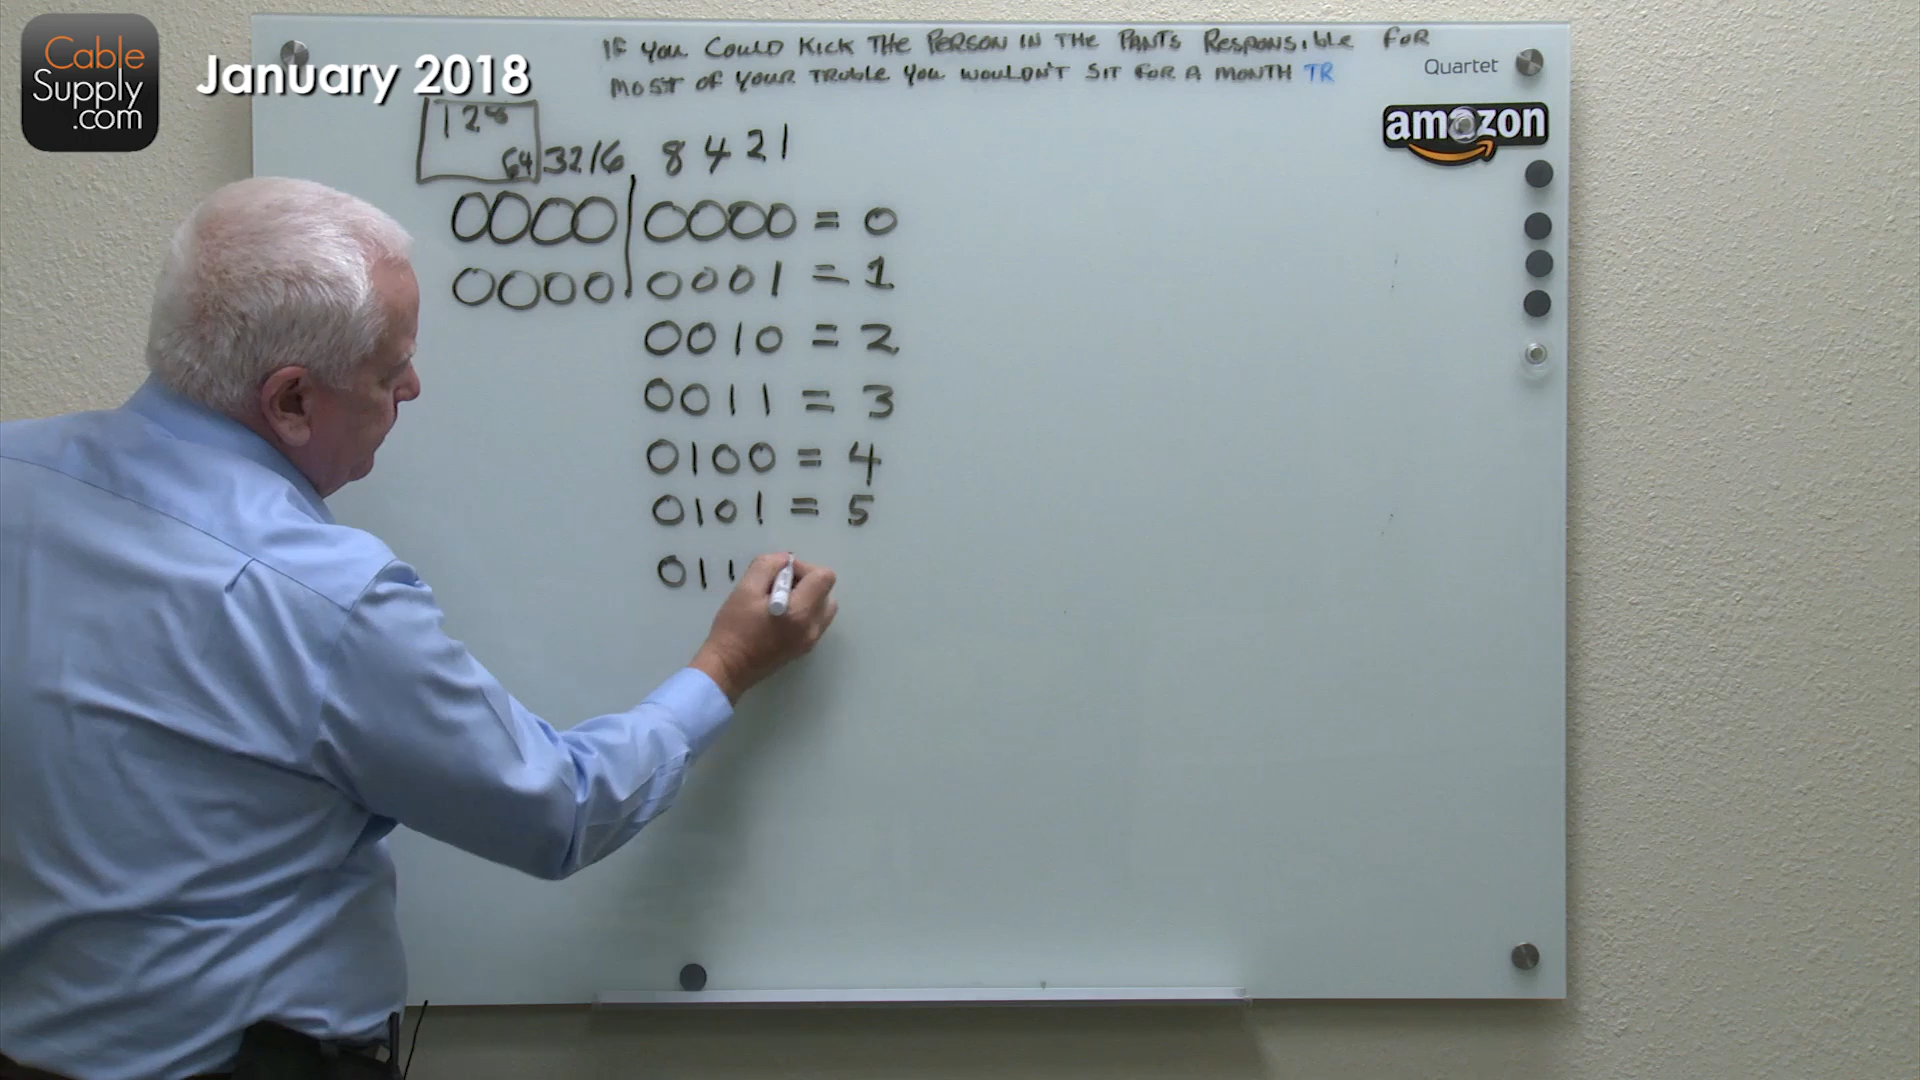 Cable
Supply
.com
January 2018
IF YOU COULD KICK THE PERSON IN THE PANTS RESPONSIBLE FOR
MOST OF YOUR TRUBLE YOU WOULDN'T SIT FOR A MONTH TR
Quartet
amazon
128
64 32 16 8 4 2 1
0000 | 0000 = 0
0000 | 0001 = 1
0010 = 2
0011 = 3
0100 = 4
0101 = 5
011